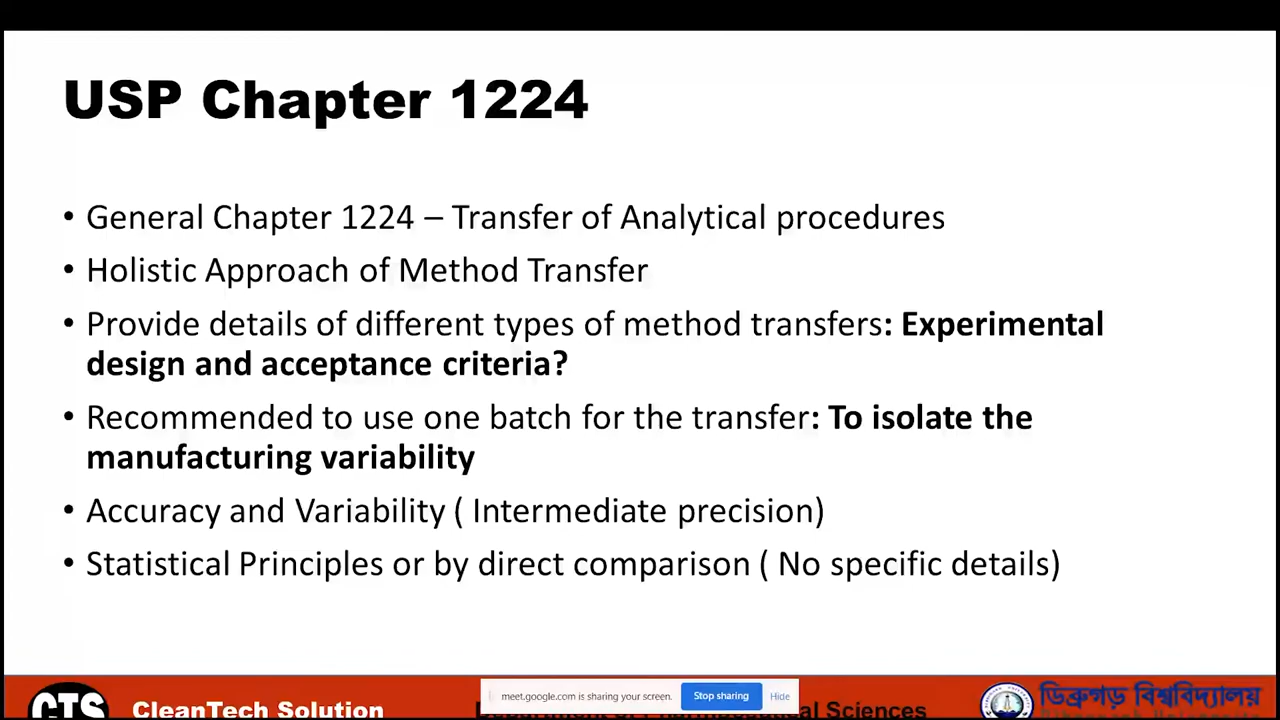 USP Chapter 1224
• General Chapter 1224 – Transfer of Analytical procedures
• Holistic Approach of Method Transfer
• Provide details of different types of method transfers: Experimental
design and acceptance criteria?
• Recommended to use one batch for the transfer: To isolate the
manufacturing variability
• Accuracy and Variability ( Intermediate precision)
• Statistical Principles or by direct comparison ( No specific details)
meet.google.com is sharing your screen. Stop sharing Hide
CTS CleanTech Solution Sciences ডিব্ৰুগড় বিশ্ববিদ্যালয়